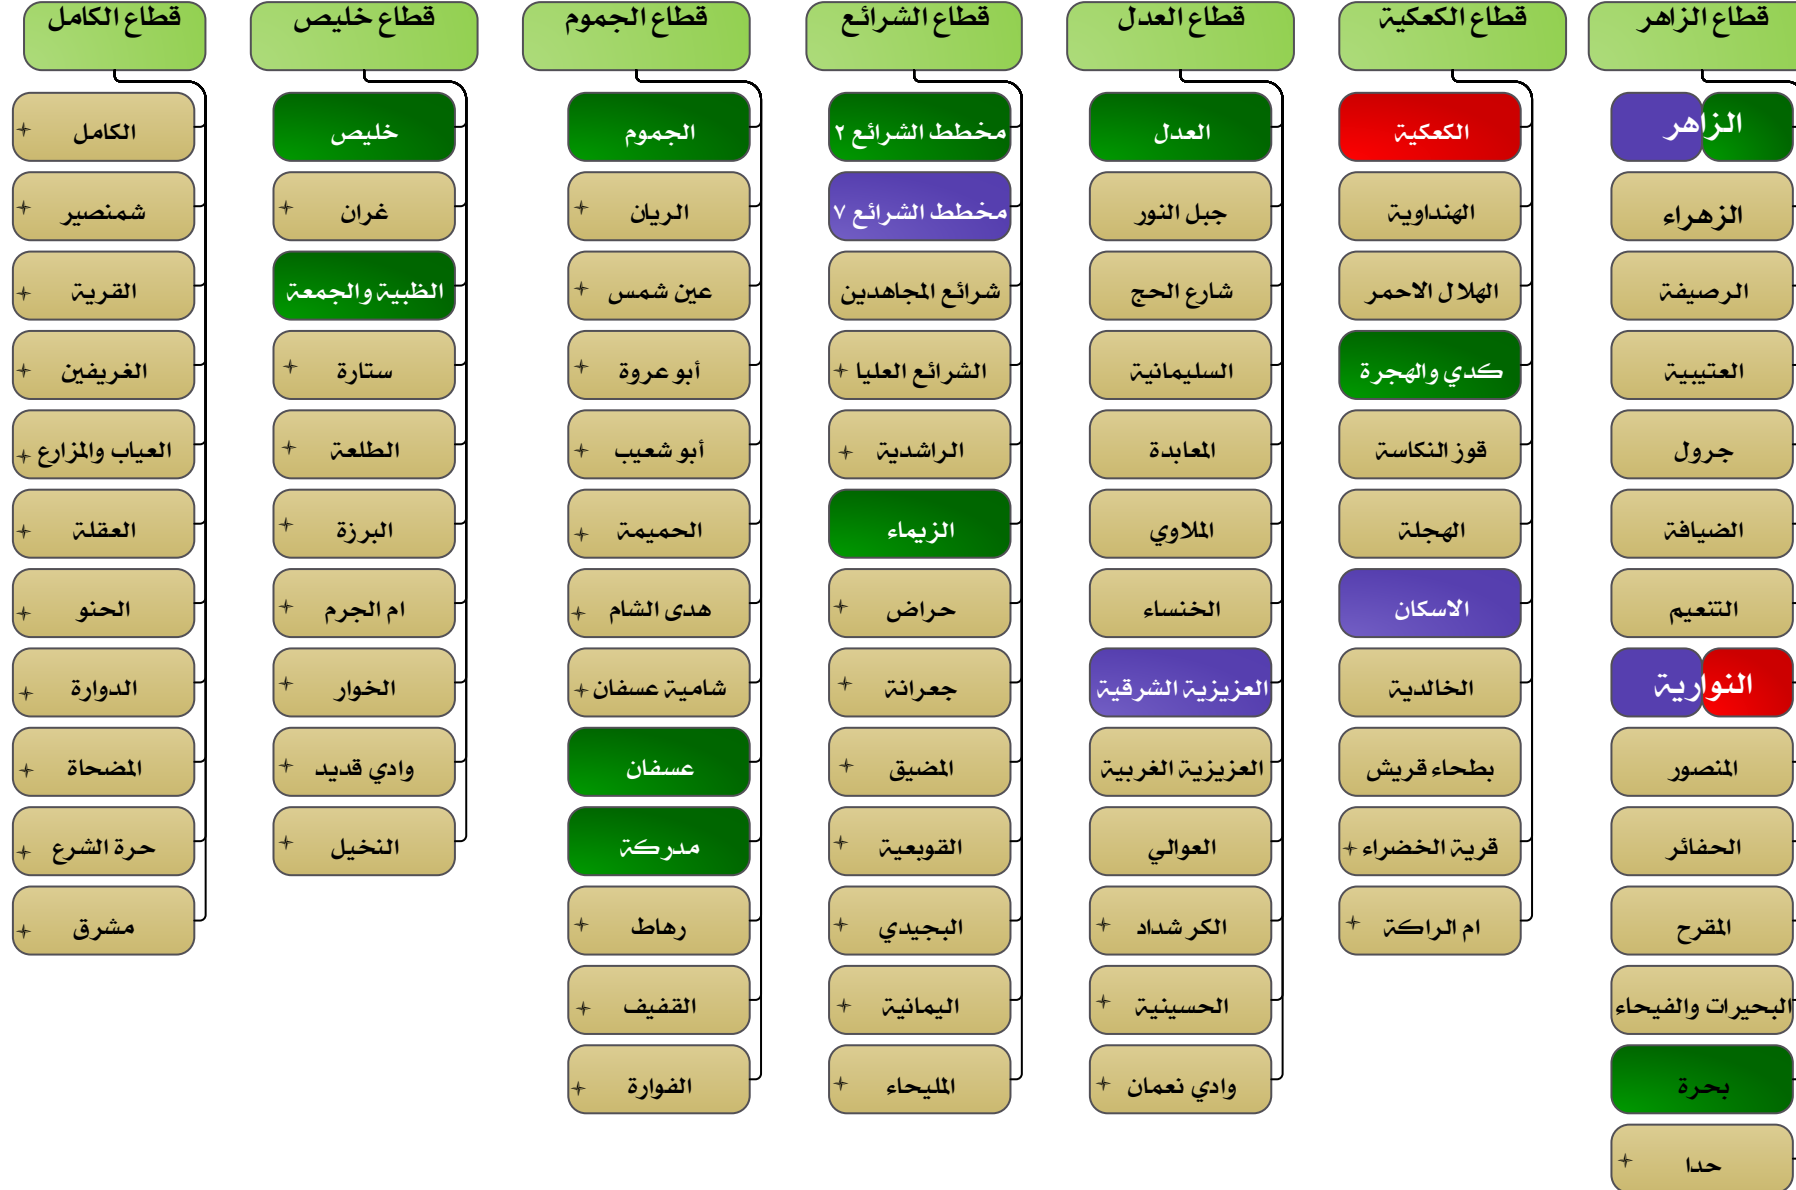 قطاع الزاهر
الزاهر
الزهراء
الرصيفة
العتيبية
جرول
الضيافة
التنعيم
النوارية
المنصور
الحفائر
المقرح
البحيرات والفيحاء
بحرة
حدا
قطاع الكعكية
الكعكية
الهنداوية
الهلال الاحمر
كدي والهجرة
قوز النكاسة
الهجلة
الاسكان
الخالدية
بطحاء قريش
قرية الخضراء
ام الراكة
قطاع العدل
العدل
جبل النور
شارع الحج
السليمانية
المعابدة
الملاوي
الخنساء
العزيزية الشرقية
العزيزية الغربية
العوالي
الكر شداد
الحسينية
وادي نعمان
قطاع الشرائع
مخطط الشرائع ٢
مخطط الشرائع ٧
شرائع المجاهدين
الشرائع العليا
الراشدية
الزيماء
حراض
جعرانة
المضيق
القوبعية
البجيدي
اليمانية
المليحاء
قطاع الجموم
الجموم
الريان
عين شمس
أبو عروة
أبو شعيب
الحميمة
هدى الشام
شامية عسفان
عسفان
مدركة
رهاط
القفيف
الفوارة
قطاع خليص
خليص
غران
الظبية والجمعة
ستارة
الطلعة
البرزة
ام الجرم
الخوار
وادي قديد
النخيل
قطاع الكامل
الكامل
شمنصير
القرية
الغريفين
العياب والمزارع
العقلة
الحنو
الدوارة
المضحاة
حرة الشرع
مشرق